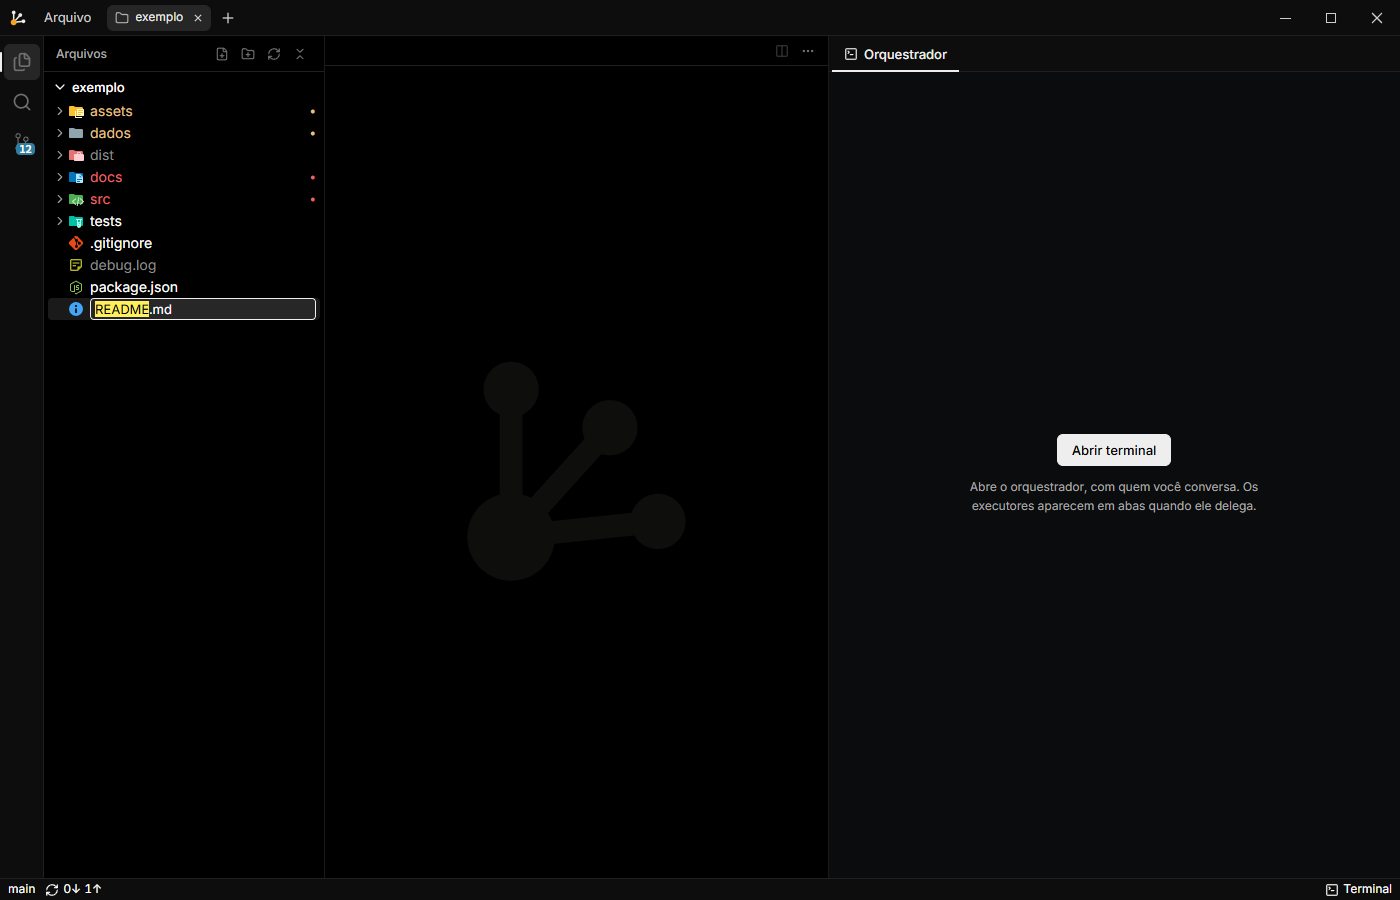 Arquivo
exemplo
Arquivos
Orquestrador
exemplo
assets
dados
12
dist
docs
src
tests
.gitignore
debug.log
package.json
README.md
Abrir terminal
Abre o orquestrador, com quem você conversa. Os
executores aparecem em abas quando ele delega.
main 0↓ 1↑
Terminal